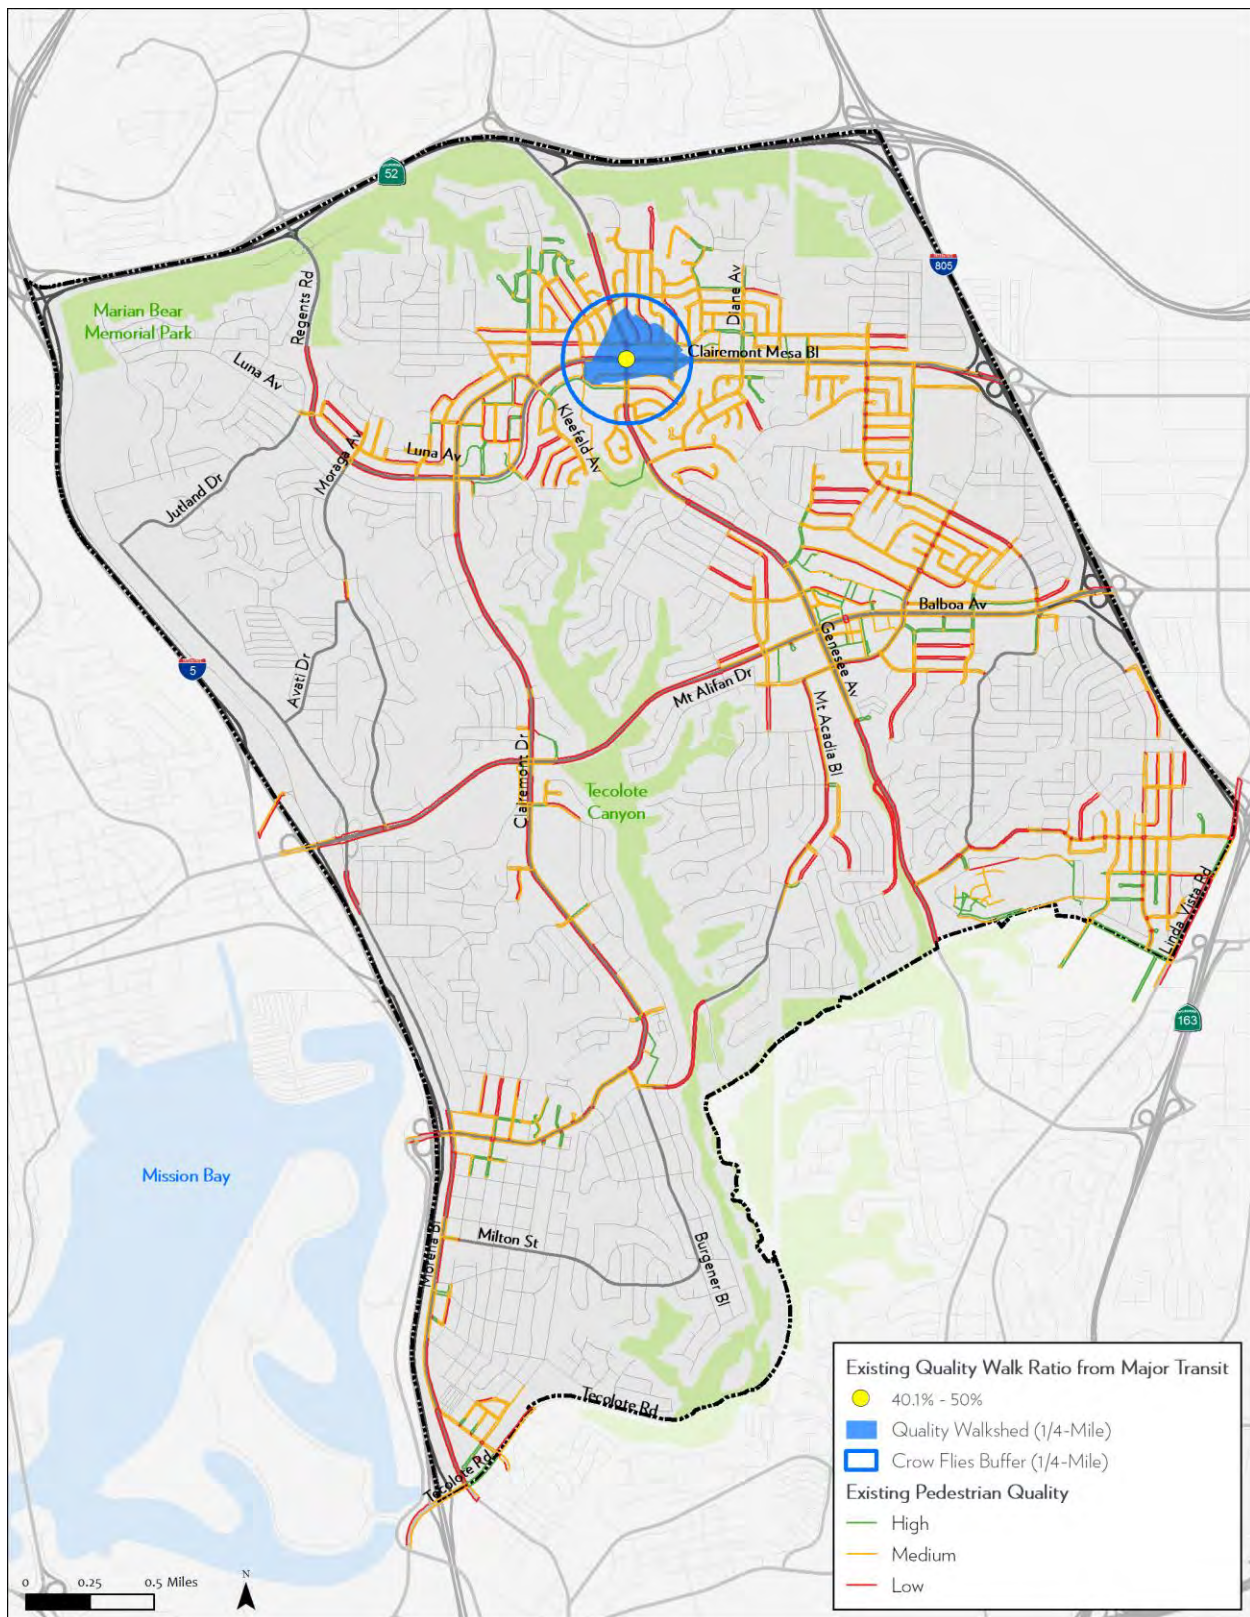 52
805
Marian Bear
Memorial Park
Regents Rd
Diane Av
Clairemont Mesa Bl
Luna Av
Kleefeld Av
Moraga Av
Luna Av
Jutland Dr
Balboa Av
Genesee Av
5
Avati Dr
Mt Alifan Dr
Mt Acadia Bl
Clairemont Dr
Tecolote
Canyon
Linda Vista Rd
163
Mission Bay
Morena Bl
Milton St
Burgener Bl
Tecolote Rd
Tecolote Rd
Existing Quality Walk Ratio from Major Transit
40.1% - 50%
Quality Walkshed (1/4-Mile)
Crow Flies Buffer (1/4-Mile)
Existing Pedestrian Quality
High
Medium
Low
0 0.25 0.5 Miles
N